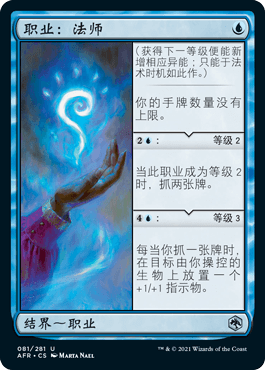 职业：法师
（获得下一等级便能新
增相应异能；只能于法
术时机如此作。）
你的手牌数量没有
上限。
2：等级 2
当此职业成为等级 2
时，抓两张牌。
4：等级 3
每当你抓一张牌时，
在目标由你操控的
生物上放置一个
+1/+1 指示物。
结界～职业
081/281 U
AFR • CS MARTA NAEL
™ & © 2021 Wizards of the Coast